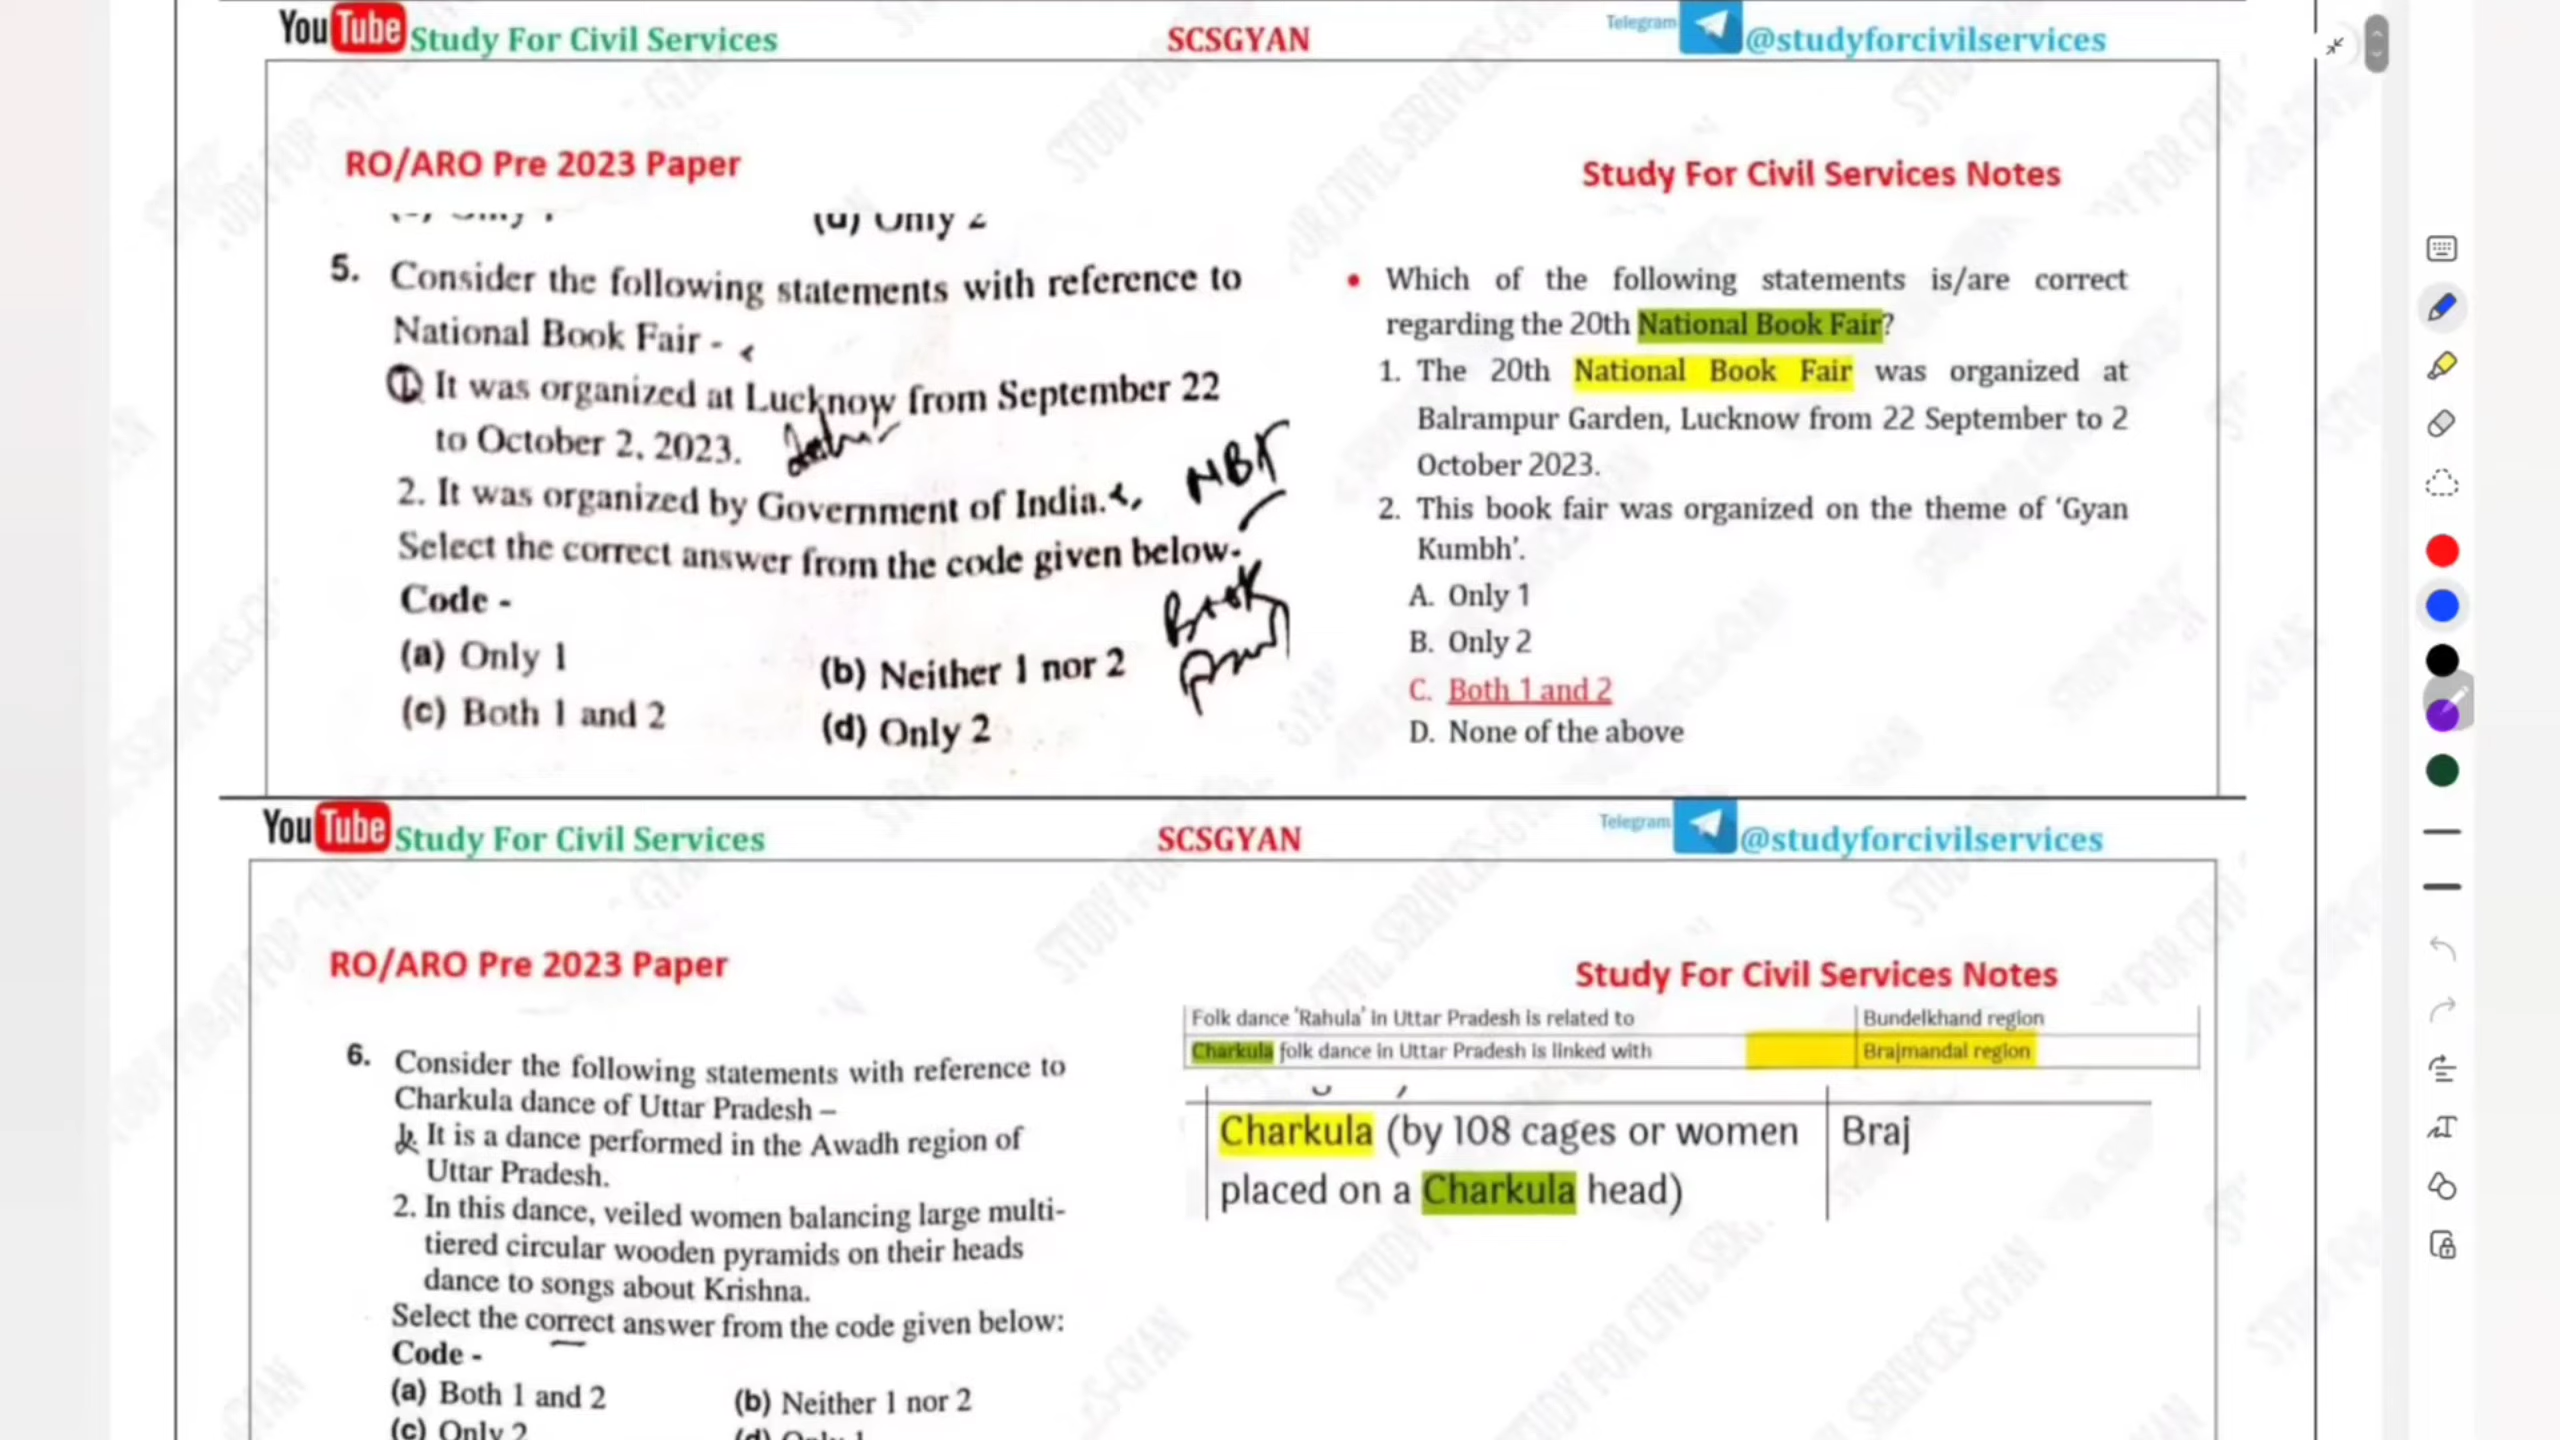 YouTube Study For Civil Services SCSGYAN Telegram @studyforcivilservices
RO/ARO Pre 2023 Paper
(d) Only 2
5. Consider the following statements with reference to
National Book Fair -
1. It was organized at Lucknow from September 22
to October 2, 2023.
2. It was organized by Government of India.
NBT
Select the correct answer from the code given below-
Code -
Book
(a) Only 1
(b) Neither 1 nor 2
(c) Both 1 and 2
(d) Only 2
Study For Civil Services Notes
• Which of the following statements is/are correct
regarding the 20th National Book Fair?
1. The 20th National Book Fair was organized at
Balrampur Garden, Lucknow from 22 September to 2
October 2023.
2. This book fair was organized on the theme of ‘Gyan
Kumbh’.
A. Only 1
B. Only 2
C. Both 1 and 2
D. None of the above
YouTube Study For Civil Services SCSGYAN Telegram @studyforcivilservices
RO/ARO Pre 2023 Paper
6. Consider the following statements with reference to
Charkula dance of Uttar Pradesh –
1. It is a dance performed in the Awadh region of
Uttar Pradesh.
2. In this dance, veiled women balancing large multi-
tiered circular wooden pyramids on their heads
dance to songs about Krishna.
Select the correct answer from the code given below:
Code -
(a) Both 1 and 2
(b) Neither 1 nor 2
(c) Only 2
(d) Only 1
Study For Civil Services Notes
Folk dance 'Rahula' in Uttar Pradesh is related to Bundelkhand region
Charkula folk dance in Uttar Pradesh is linked with Brajmandal region
Charkula (by 108 cages or women Braj
placed on a Charkula head)